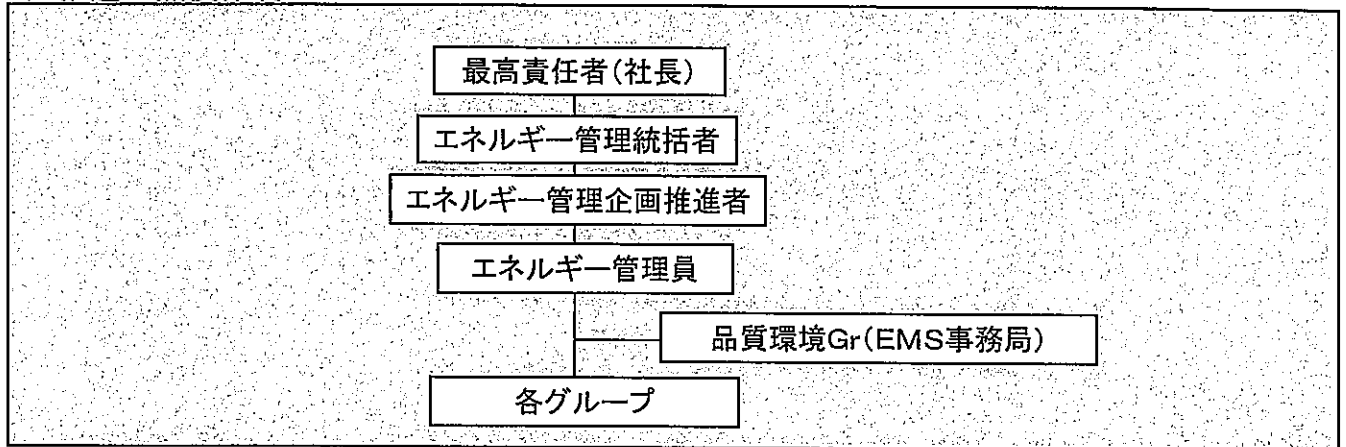 最高責任者(社長)
エネルギー管理統括者
エネルギー管理企画推進者
エネルギー管理員
品質環境Gr(EMS事務局)
各グループ